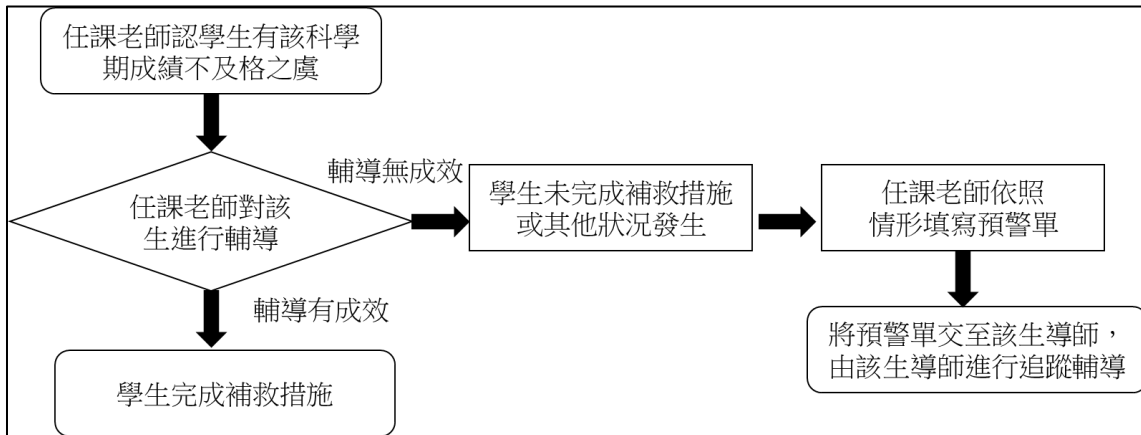 任課老師認學生有該科學
期成績不及格之虞
任課老師對該
生進行輔導
輔導無成效
學生未完成補救措施
或其他狀況發生
任課老師依照
情形填寫預警單
輔導有成效
將預警單交至該生導師，
由該生導師進行追蹤輔導
學生完成補救措施